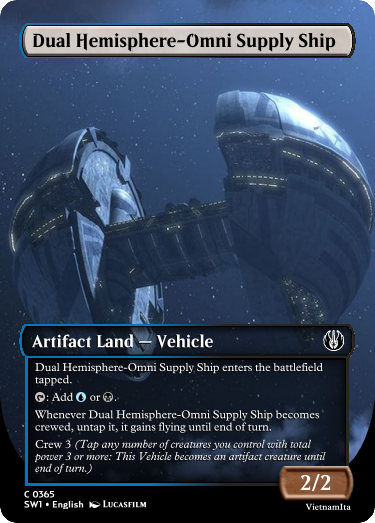 Dual Hemisphere-Omni Supply Ship
Artifact Land — Vehicle
Dual Hemisphere-Omni Supply Ship enters the battlefield
tapped.
: Add or .
Whenever Dual Hemisphere-Omni Supply Ship becomes
crewed, untap it, it gains flying until end of turn.
Crew 3 (Tap any number of creatures you control with total
power 3 or more: This Vehicle becomes an artifact creature until
end of turn.)
2/2
C 0365
SW1 • English LUCASFILM
VietnamIta